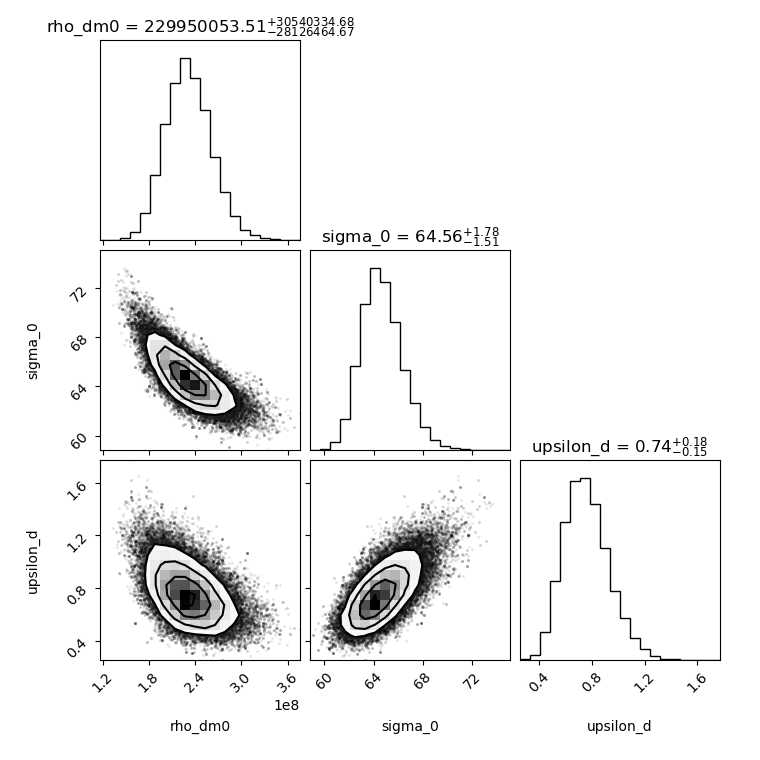 rho_dm0 = 229950053.51+30540334.68−28126464.67
sigma_0 = 64.56+1.78−1.51
72
68
64
60
sigma_0
upsilon_d = 0.74+0.18−0.15
1.6
1.2
0.8
0.4
upsilon_d
1.2 1.8 2.4 3.0 3.6
1e8
rho_dm0
60 64 68 72
sigma_0
0.4 0.8 1.2 1.6
upsilon_d